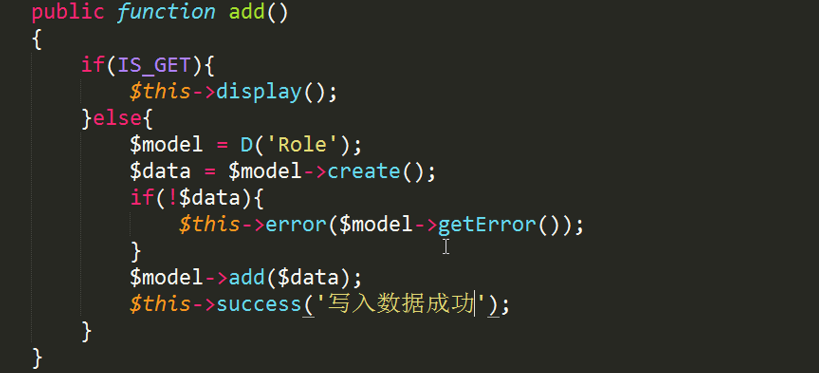 public function add()
{
if(IS_GET){
$this->display();
}else{
$model = D('Role');
$data = $model->create();
if(!$data){
$this->error($model->getError());
}
$model->add($data);
$this->success('写入数据成功');
}
}